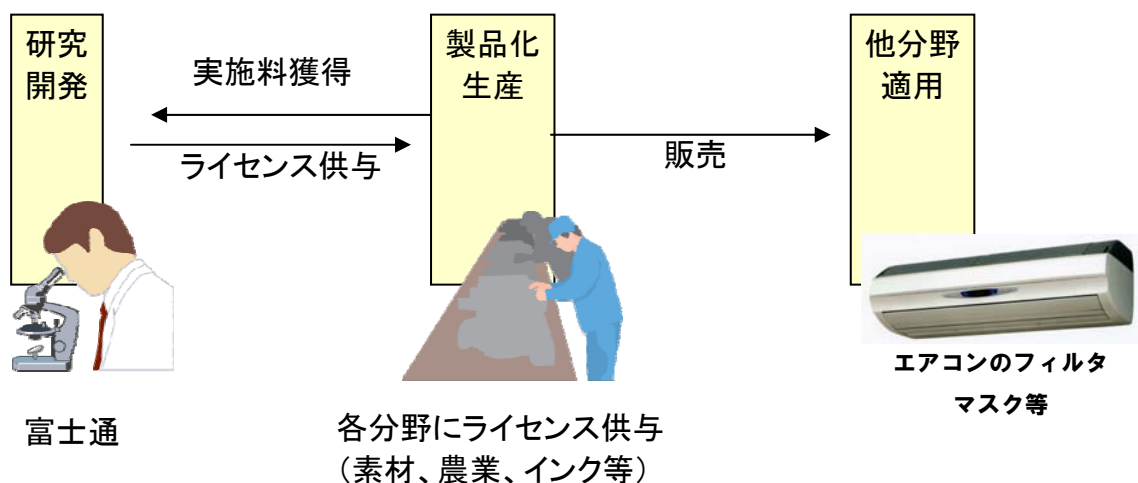 研究
開発
実施料獲得
ライセンス供与
製品化
生産
販売
他分野
適用
エアコンのフィルタ
マスク等
富士通
各分野にライセンス供与
（素材、農業、インク等）